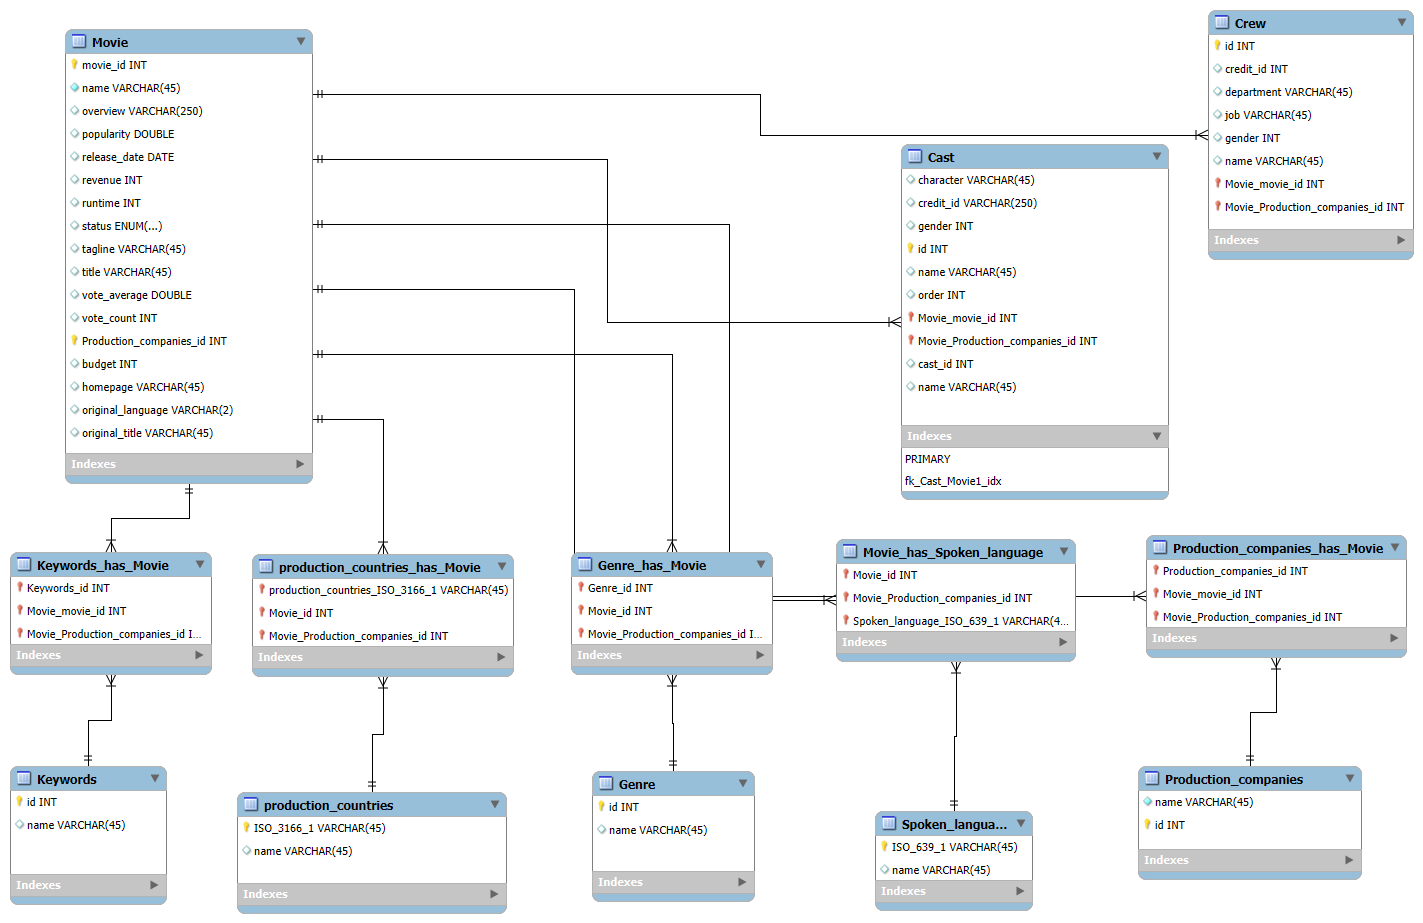 Movie
movie_id INT
name VARCHAR(45)
overview VARCHAR(250)
popularity DOUBLE
release_date DATE
revenue INT
runtime INT
status ENUM(...)
tagline VARCHAR(45)
title VARCHAR(45)
vote_average DOUBLE
vote_count INT
Production_companies_id INT
budget INT
homepage VARCHAR(45)
original_language VARCHAR(2)
original_title VARCHAR(45)
Indexes
Crew
id INT
credit_id INT
department VARCHAR(45)
job VARCHAR(45)
gender INT
name VARCHAR(45)
Movie_movie_id INT
Movie_Production_companies_id INT
Indexes
Cast
character VARCHAR(45)
credit_id VARCHAR(250)
gender INT
id INT
name VARCHAR(45)
order INT
Movie_movie_id INT
Movie_Production_companies_id INT
cast_id INT
name VARCHAR(45)
Indexes
PRIMARY
fk_Cast_Movie1_idx
Keywords_has_Movie
Keywords_id INT
Movie_movie_id INT
Movie_Production_companies_id I...
Indexes
production_countries_has_Movie
production_countries_ISO_3166_1 VARCHAR(45)
Movie_id INT
Movie_Production_companies_id INT
Indexes
Genre_has_Movie
Genre_id INT
Movie_id INT
Movie_Production_companies_id I...
Indexes
Movie_has_Spoken_language
Movie_id INT
Movie_Production_companies_id INT
Spoken_language_ISO_639_1 VARCHAR(4...
Indexes
Production_companies_has_Movie
Production_companies_id INT
Movie_movie_id INT
Movie_Production_companies_id INT
Indexes
Keywords
id INT
name VARCHAR(45)
Indexes
production_countries
ISO_3166_1 VARCHAR(45)
name VARCHAR(45)
Indexes
Genre
id INT
name VARCHAR(45)
Indexes
Spoken_langua...
ISO_639_1 VARCHAR(45)
name VARCHAR(45)
Indexes
Production_companies
name VARCHAR(45)
id INT
Indexes